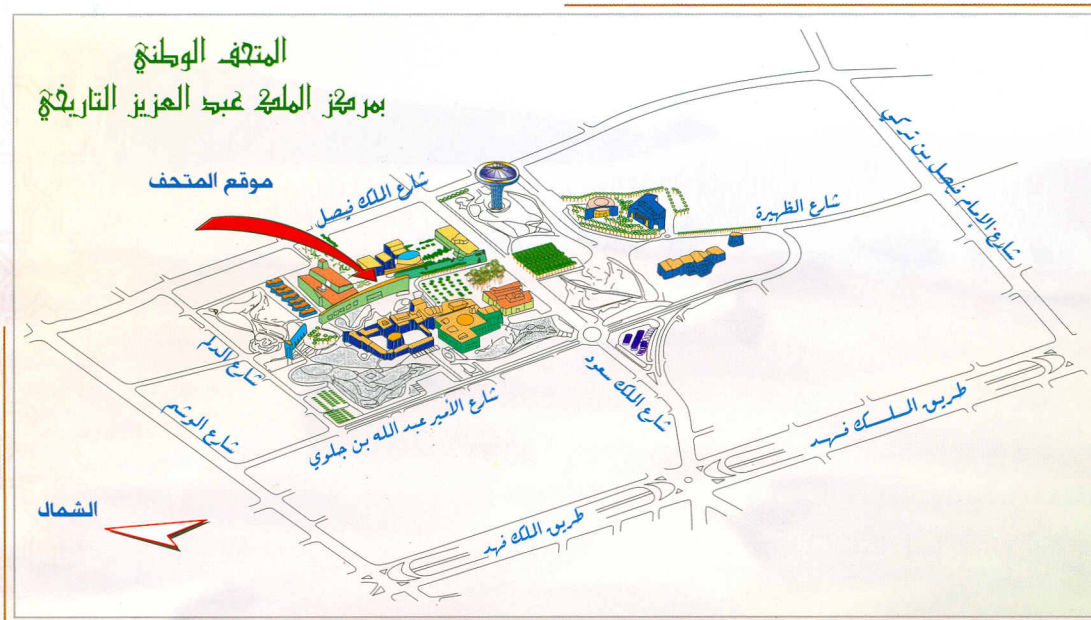 المتحف الوطني
بمركز الملك عبد العزيز التاريخي
موقع المتحف
شارع الملك فيصل
شارع الإمام فيصل بن تركي
شارع الظهيرة
شارع الدلم
شارع الوشم
شارع الأمير عبد الله بن جلوي
شارع الملك سعود
طريق الملك فهد
طريق الملك فهد
الشمال